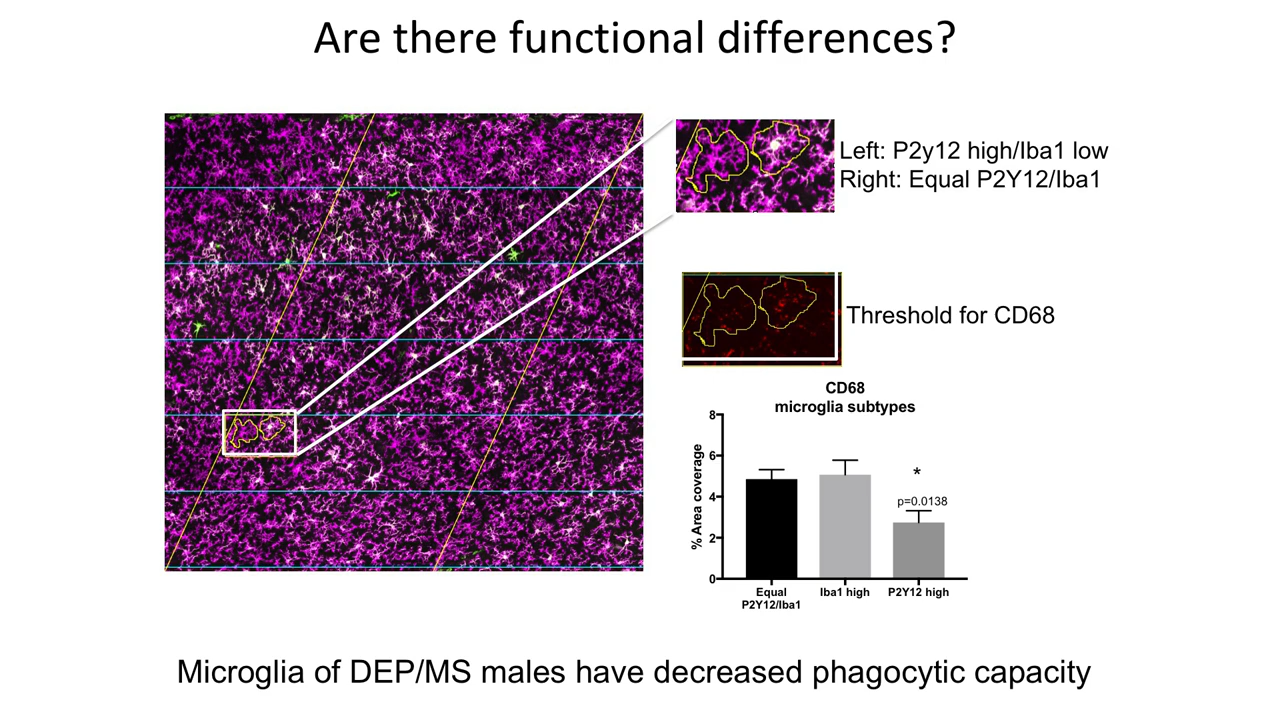 Are there functional differences?
Left: P2y12 high/Iba1 low
Right: Equal P2Y12/Iba1
Threshold for CD68
CD68
microglia subtypes
% Area coverage
8
6
4
2
0
*
p=0.0138
Equal
P2Y12/Iba1
Iba1 high
P2Y12 high
Microglia of DEP/MS males have decreased phagocytic capacity